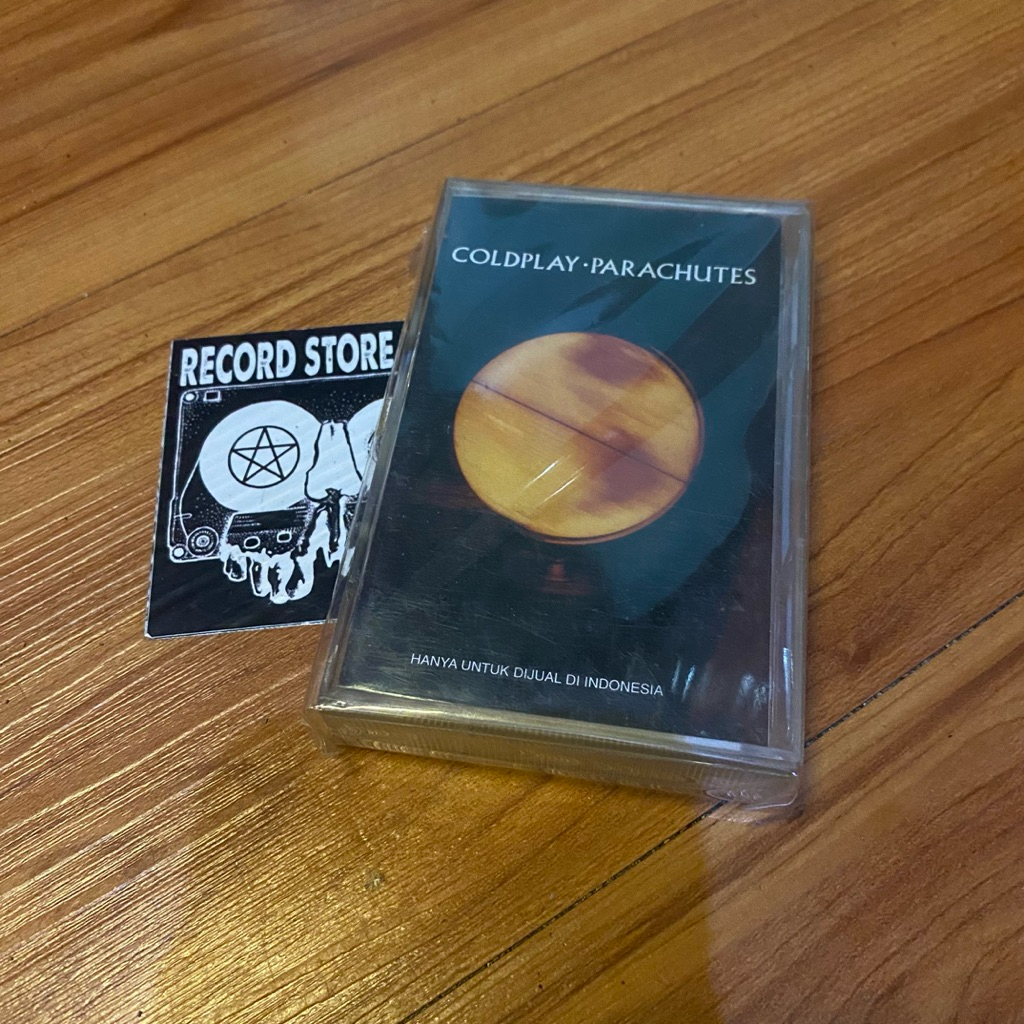 COLDPLAY·PARACHUTES
RECORD STORE
HANYA UNTUK DIJUAL DI INDONESIA